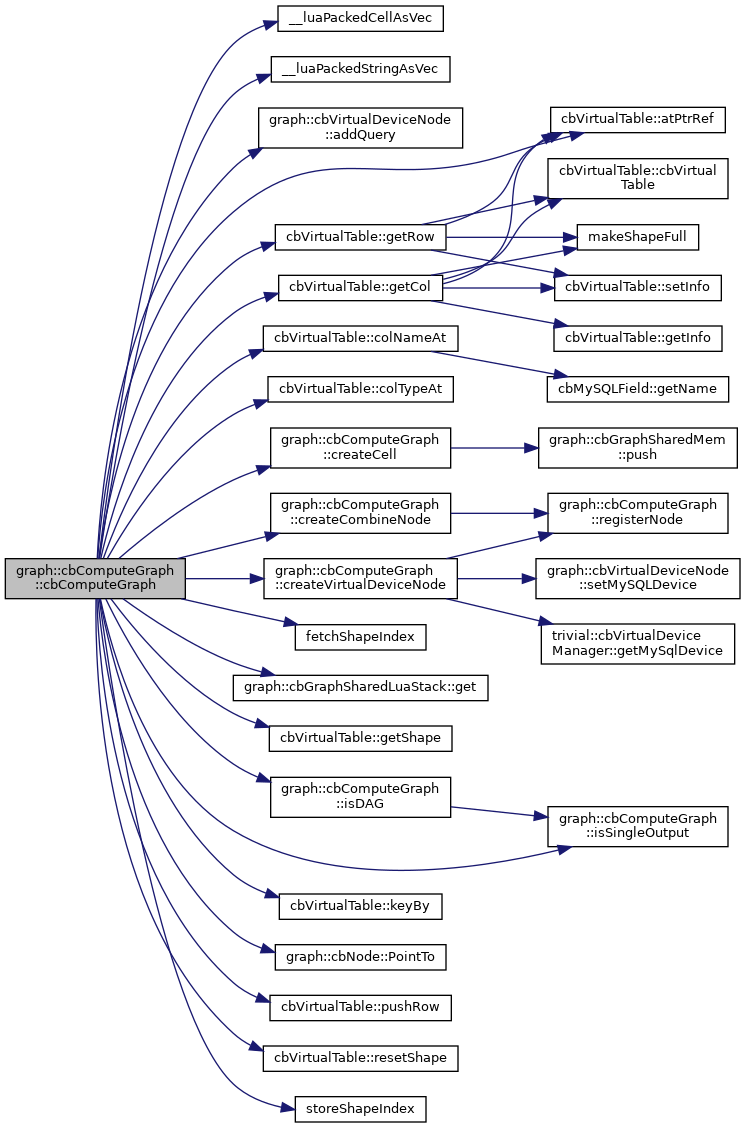 __luaPackedCellAsVec
__luaPackedStringAsVec
graph::cbVirtualDeviceNode
::addQuery
cbVirtualTable::atPtrRef
cbVirtualTable::cbVirtual
Table
cbVirtualTable::getRow
makeShapeFull
cbVirtualTable::getCol
cbVirtualTable::setInfo
cbVirtualTable::colNameAt
cbVirtualTable::getInfo
cbVirtualTable::colTypeAt
cbMySQLField::getName
graph::cbComputeGraph
::createCell
graph::cbGraphSharedMem
::push
graph::cbComputeGraph
::createCombineNode
graph::cbComputeGraph
::registerNode
graph::cbComputeGraph
::cbComputeGraph
graph::cbComputeGraph
::createVirtualDeviceNode
graph::cbVirtualDeviceNode
::setMySQLDevice
fetchShapeIndex
trivial::cbVirtualDevice
Manager::getMySqlDevice
graph::cbGraphSharedLuaStack::get
cbVirtualTable::getShape
graph::cbComputeGraph
::isDAG
graph::cbComputeGraph
::isSingleOutput
cbVirtualTable::keyBy
graph::cbNode::PointTo
cbVirtualTable::pushRow
cbVirtualTable::resetShape
storeShapeIndex